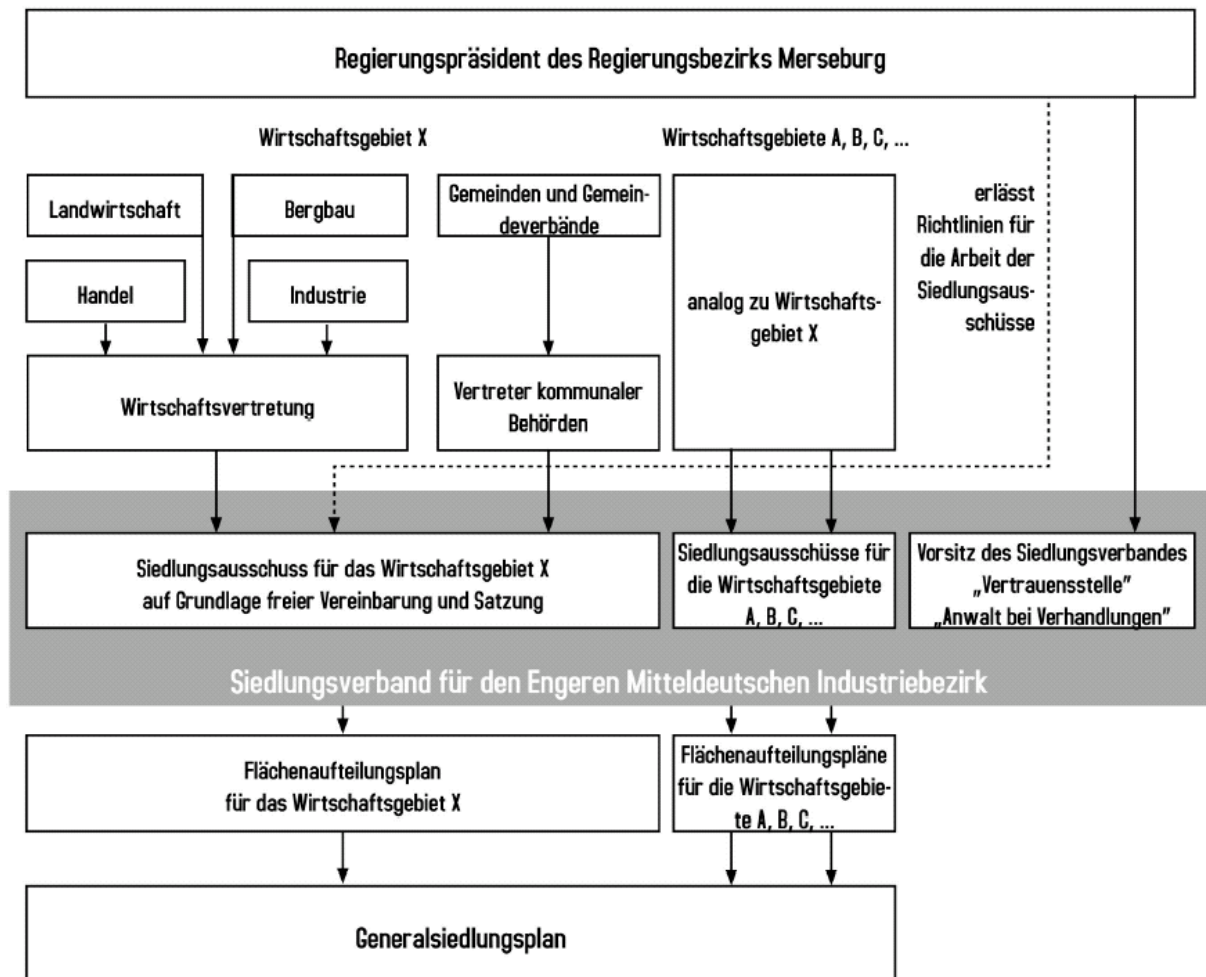 Regierungspräsident des Regierungsbezirks Merseburg
Wirtschaftsgebiet X
Wirtschaftsgebiete A, B, C, ...
Landwirtschaft
Bergbau
Handel
Industrie
Gemeinden und Gemein-
deverbände
analog zu Wirtschafts-
gebiet X
erlässt
Richtlinien für
die Arbeit der
Siedlungsaus-
schüsse
Wirtschaftsvertretung
Vertreter kommunaler
Behörden
Siedlungsausschuss für das Wirtschaftsgebiet X
auf Grundlage freier Vereinbarung und Satzung
Siedlungsausschüsse für
die Wirtschaftsgebiete
A, B, C, ...
Vorsitz des Siedlungsverbandes
„Vertrauensstelle”
„Anwalt bei Verhandlungen”
Siedlungsverband für den Engeren Mitteldeutschen Industriebezirk
Flächenaufteilungsplan
für das Wirtschaftsgebiet X
Flächenaufteilungspläne
für die Wirtschaftsgebie-
te A, B, C, ...
Generalsiedlungsplan